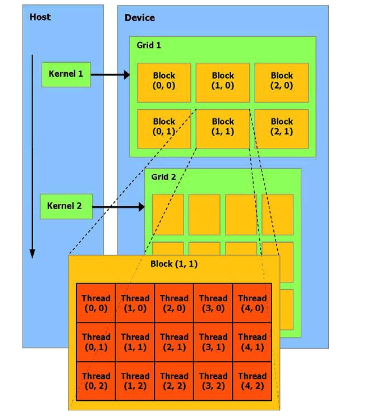 Host
Device
Grid 1
Kernel 1
Block
(0, 0)
Block
(1, 0)
Block
(2, 0)
Block
(0, 1)
Block
(1, 1)
Block
(2, 1)
Grid 2
Kernel 2
Block (1, 1)
Thread
(0, 0)
Thread
(1, 0)
Thread
(2, 0)
Thread
(3, 0)
Thread
(4, 0)
Thread
(0, 1)
Thread
(1, 1)
Thread
(2, 1)
Thread
(3, 1)
Thread
(4, 1)
Thread
(0, 2)
Thread
(1, 2)
Thread
(2, 2)
Thread
(3, 2)
Thread
(4, 2)